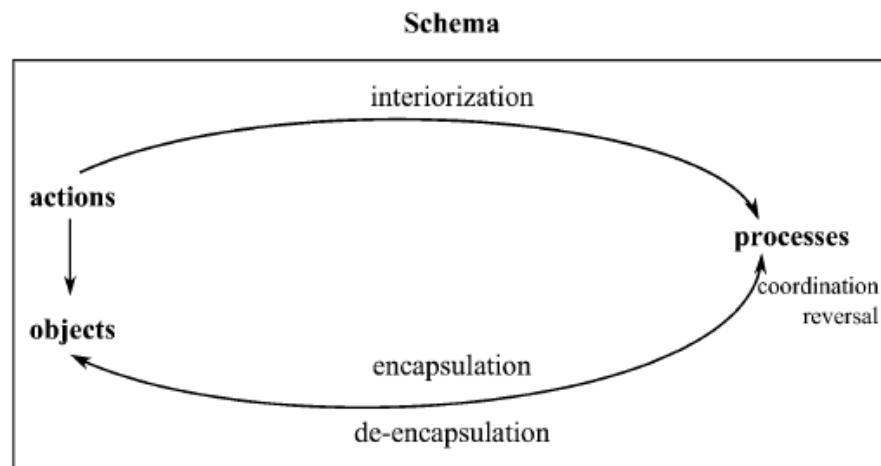 Schema
interiorization
actions
processes
coordination
reversal
objects
encapsulation
de-encapsulation